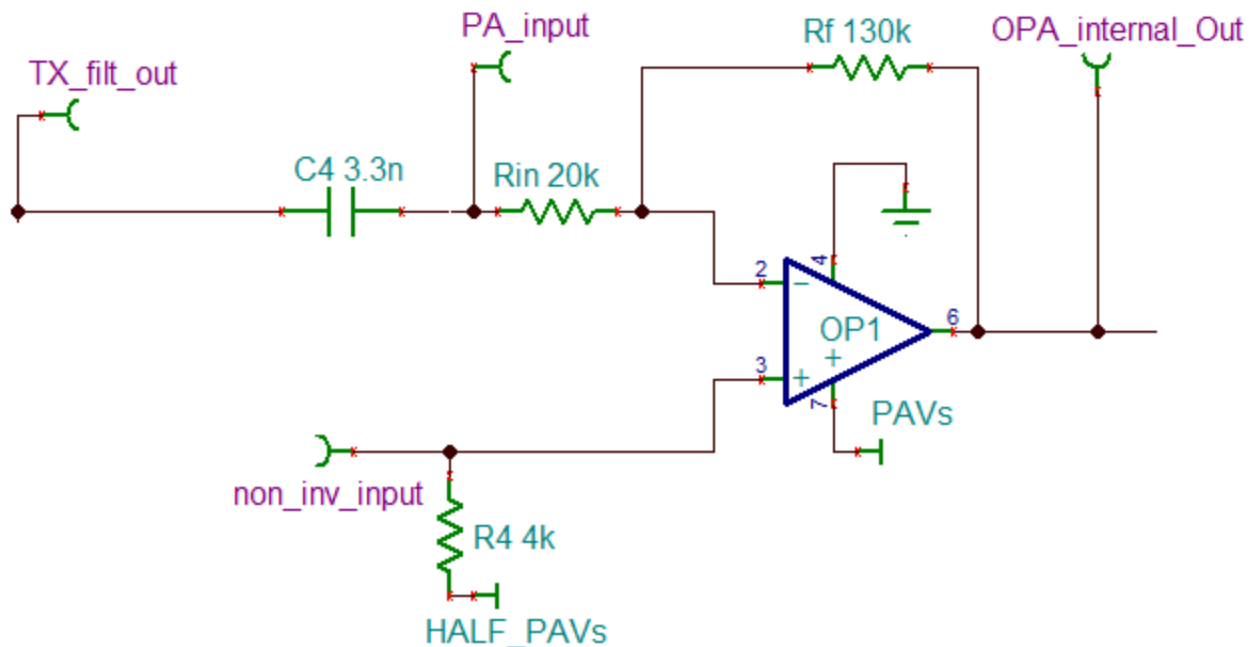 PA_input
Rf 130k
OPA_internal_Out
TX_filt_out
C4 3.3n
Rin 20k
2
4
−
OP1
6
+
3
+
7
PAVs
non_inv_input
R4 4k
HALF_PAVs